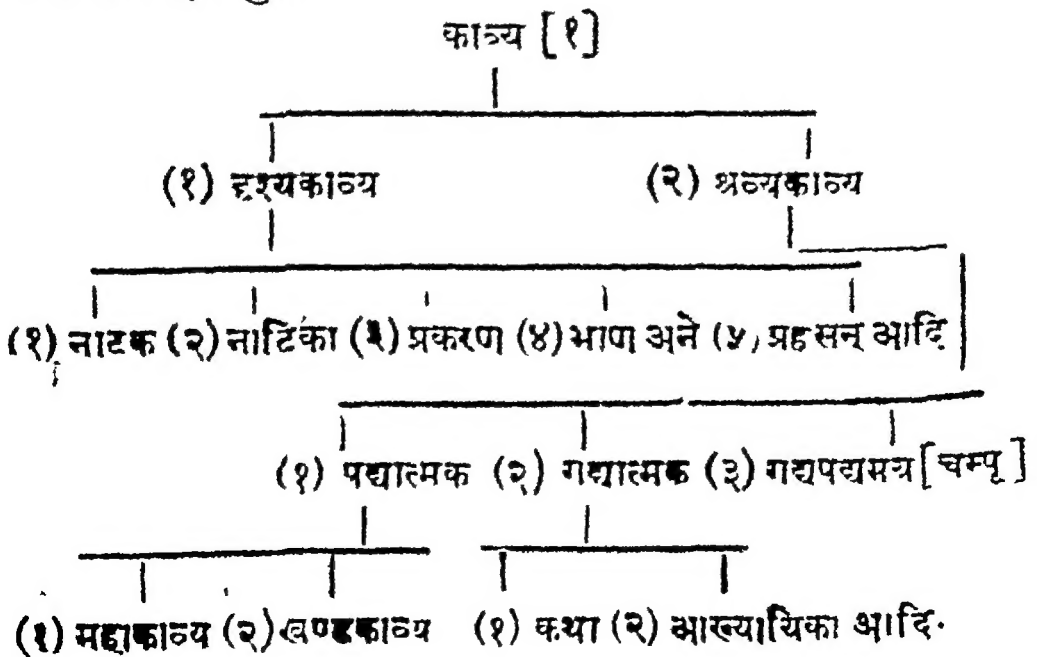 काव्य [१]
(१) दृश्यकाव्य (२) श्रव्यकाव्य
(१) नाटक (२) नाटिका (३) प्रकरण (४) भाण अने (५) प्रहसन् आदि
(१) पद्यात्मक (२) गद्यात्मक (३) गद्यपद्यमय [चम्पू]
(१) महाकाव्य (२) खण्डकाव्य (१) कथा (२) आख्यायिका आदि.